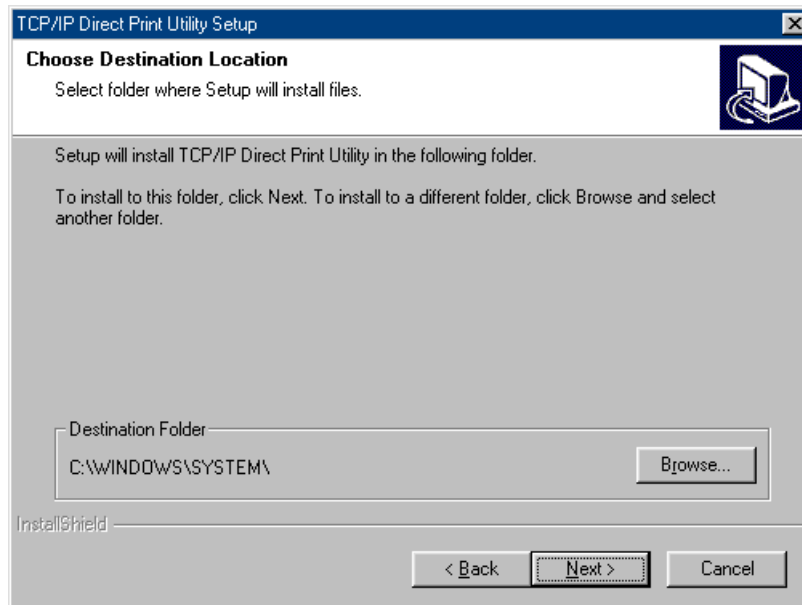 TCP/IP Direct Print Utility Setup
Choose Destination Location
Select folder where Setup will install files.
Setup will install TCP/IP Direct Print Utility in the following folder.
To install to this folder, click Next. To install to a different folder, click Browse and select
another folder.
Destination Folder
C:\WINDOWS\SYSTEM\
Browse...
InstallShield
< Back
Next >
Cancel